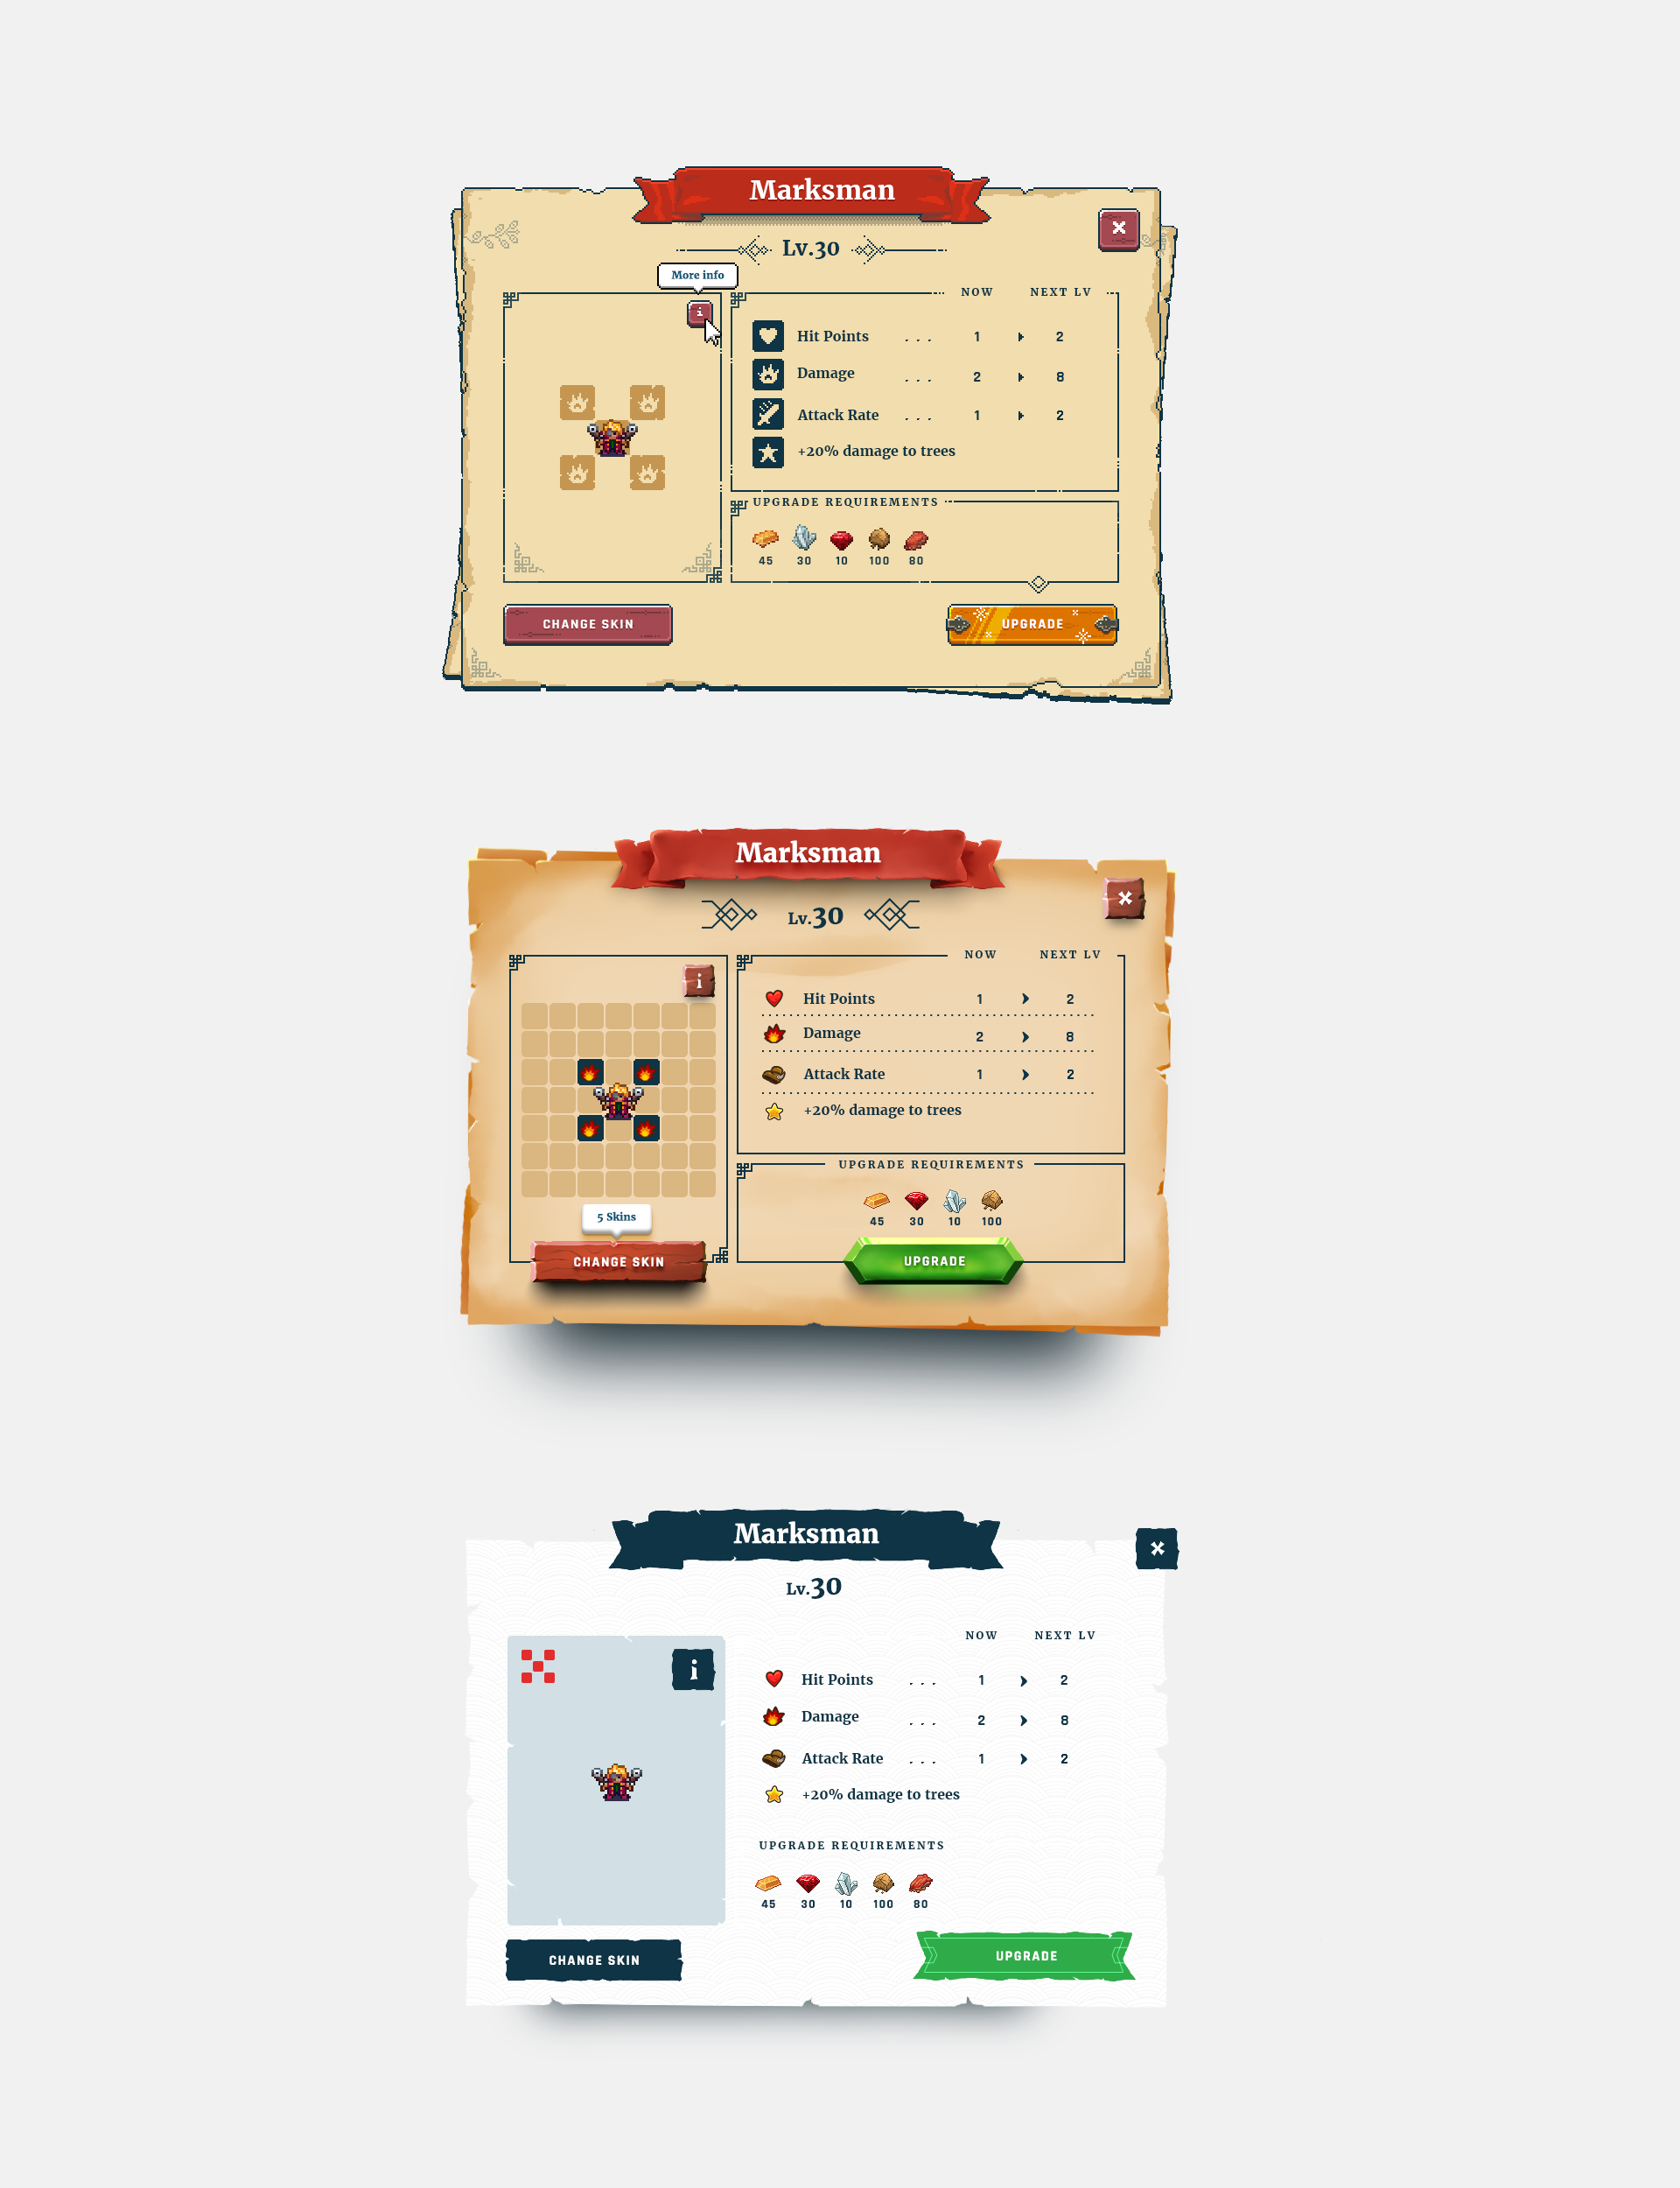 Marksman
Lv.30
More info
i
NOW NEXT LV
Hit Points ... 1 2
Damage ... 2 8
Attack Rate ... 1 2
+20% damage to trees
UPGRADE REQUIREMENTS
45 30 10 100 80
CHANGE SKIN
UPGRADE
Marksman
Lv.30
NOW NEXT LV
i
Hit Points 1 2
Damage 2 8
Attack Rate 1 2
+20% damage to trees
UPGRADE REQUIREMENTS
45 30 10 100
5 Skins
CHANGE SKIN
UPGRADE
Marksman
Lv.30
NOW NEXT LV
i
Hit Points ... 1 2
Damage ... 2 8
Attack Rate ... 1 2
+20% damage to trees
UPGRADE REQUIREMENTS
45 30 10 100 80
CHANGE SKIN
UPGRADE